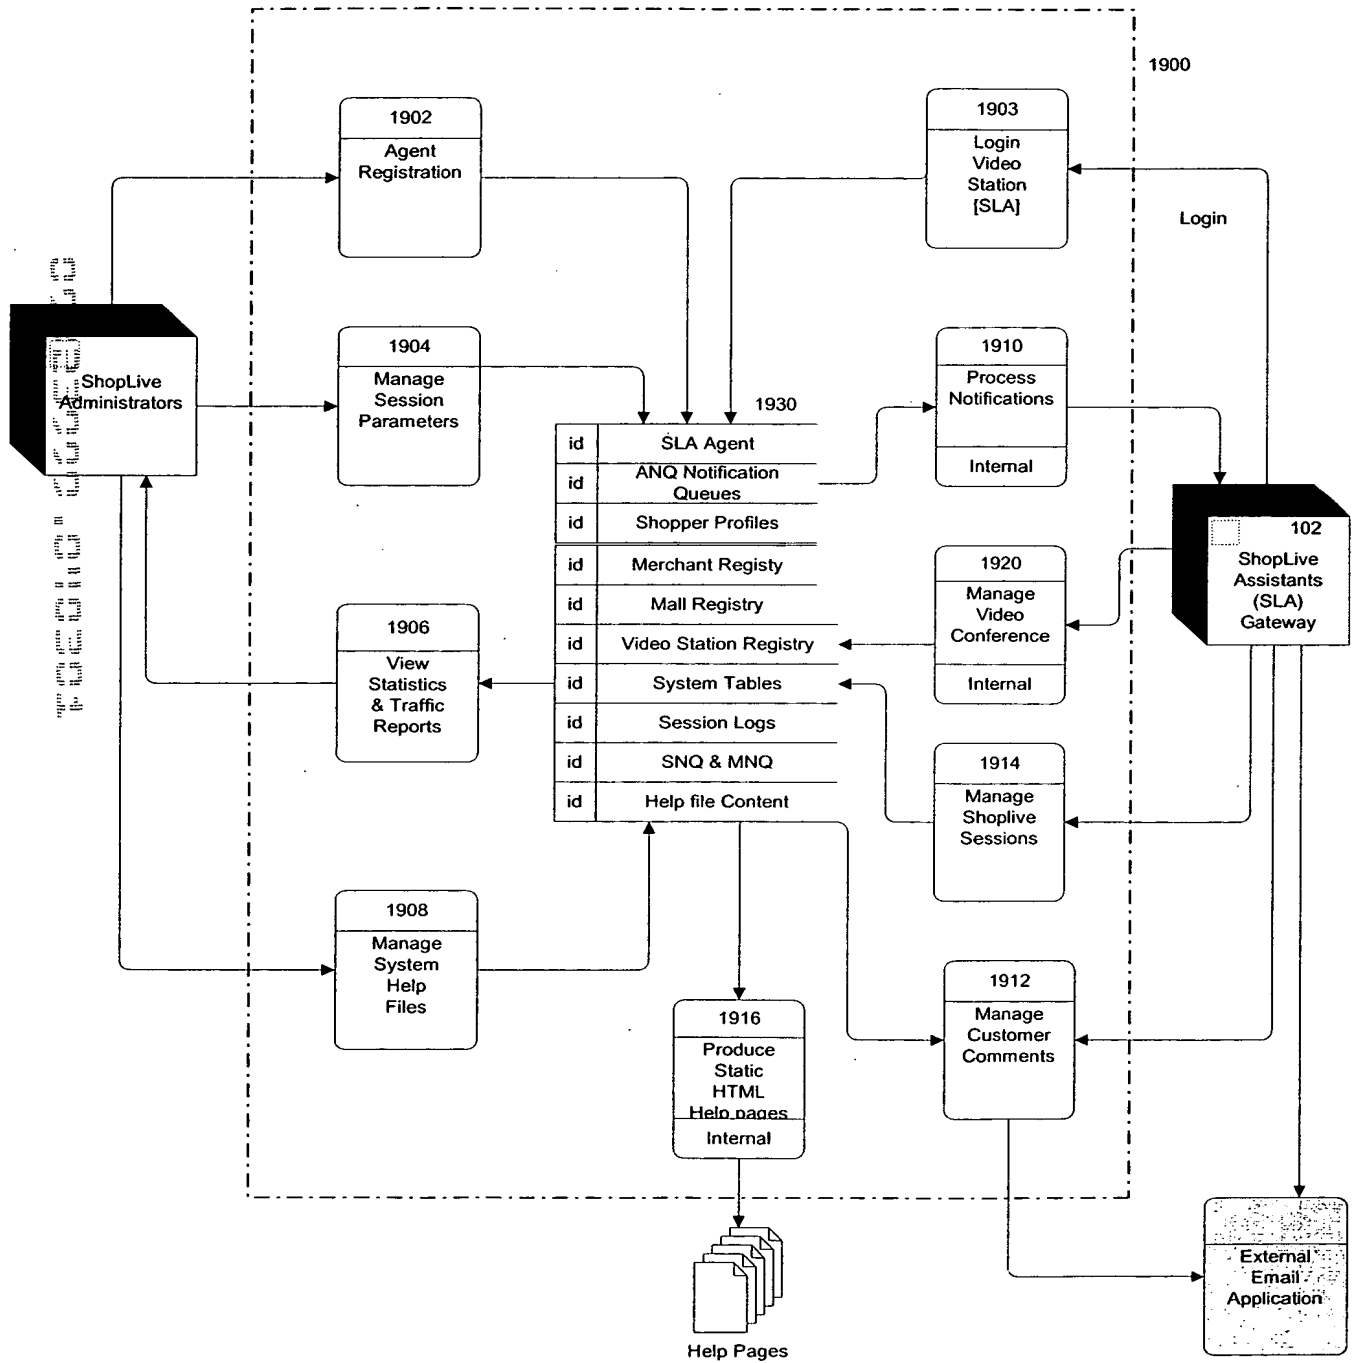 1900
1902
Agent
Registration
1903
Login
Video
Station
[SLA]
Login
ShopLive
Administrators
1904
Manage
Session
Parameters
1910
Process
Notifications
Internal
1930
id SLA Agent
id ANQ Notification
Queues
id Shopper Profiles
id Merchant Registy
id Mall Registry
id Video Station Registry
id System Tables
id Session Logs
id SNQ & MNQ
id Help file Content
102
ShopLive
Assistants
(SLA)
Gateway
1920
Manage
Video
Conference
Internal
1906
View
Statistics
& Traffic
Reports
1914
Manage
Shoplive
Sessions
1908
Manage
System
Help
Files
1912
Manage
Customer
Comments
1916
Produce
Static
HTML
Help pages
Internal
External
Email
Application
Help Pages